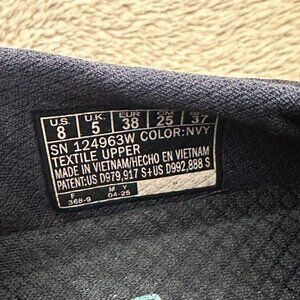 U.S. U.K. EUR CM 37
8 5 38 25
SN 124963W COLOR:NVY
TEXTILE UPPER
MADE IN VIETNAM/HECHO EN VIETNAM
PATENT:US D979,917 S+US D992,888 S
F M Y
368-9 04-25